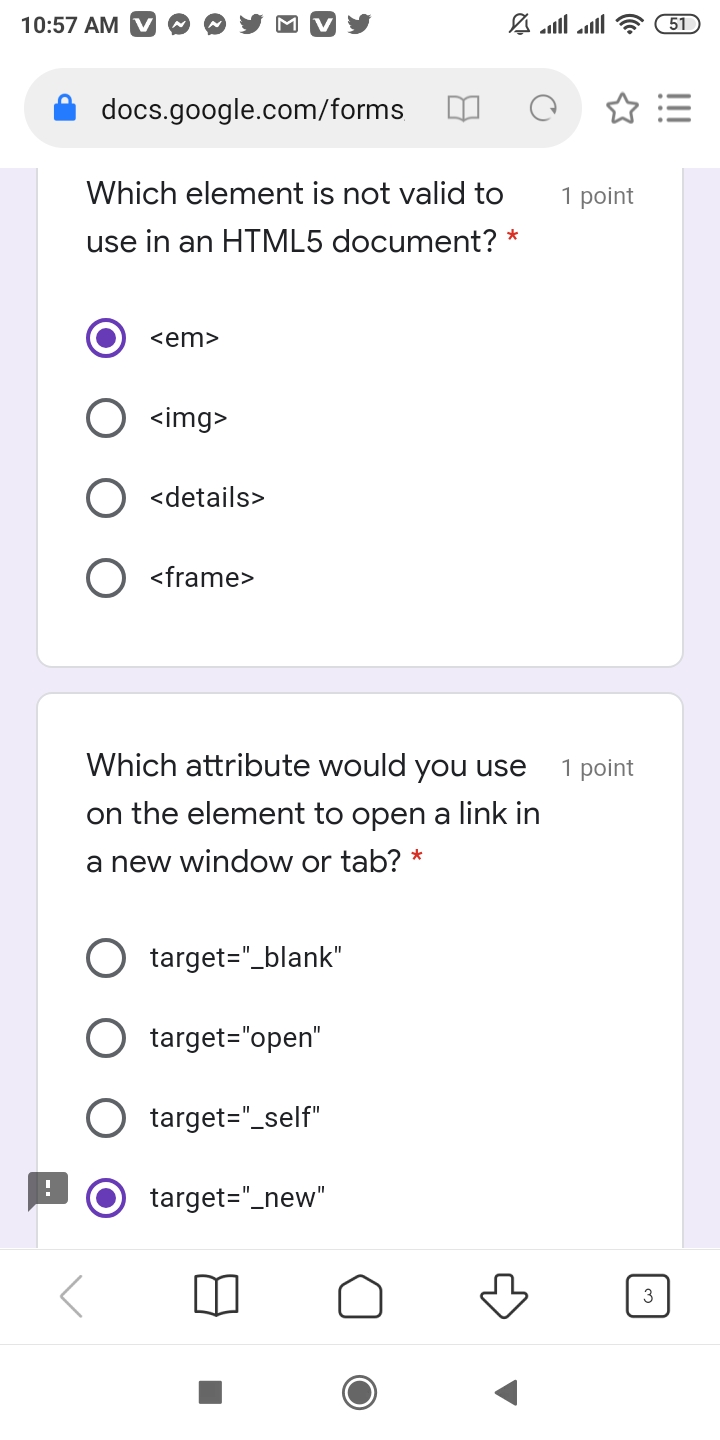 10:57 AM
51
docs.google.com/forms
Which element is not valid to
use in an HTML5 document? *
1 point
<em>
<img>
<details>
<frame>
Which attribute would you use
on the element to open a link in
a new window or tab? *
1 point
target="_blank"
target="open"
target="_self"
target="_new"
3